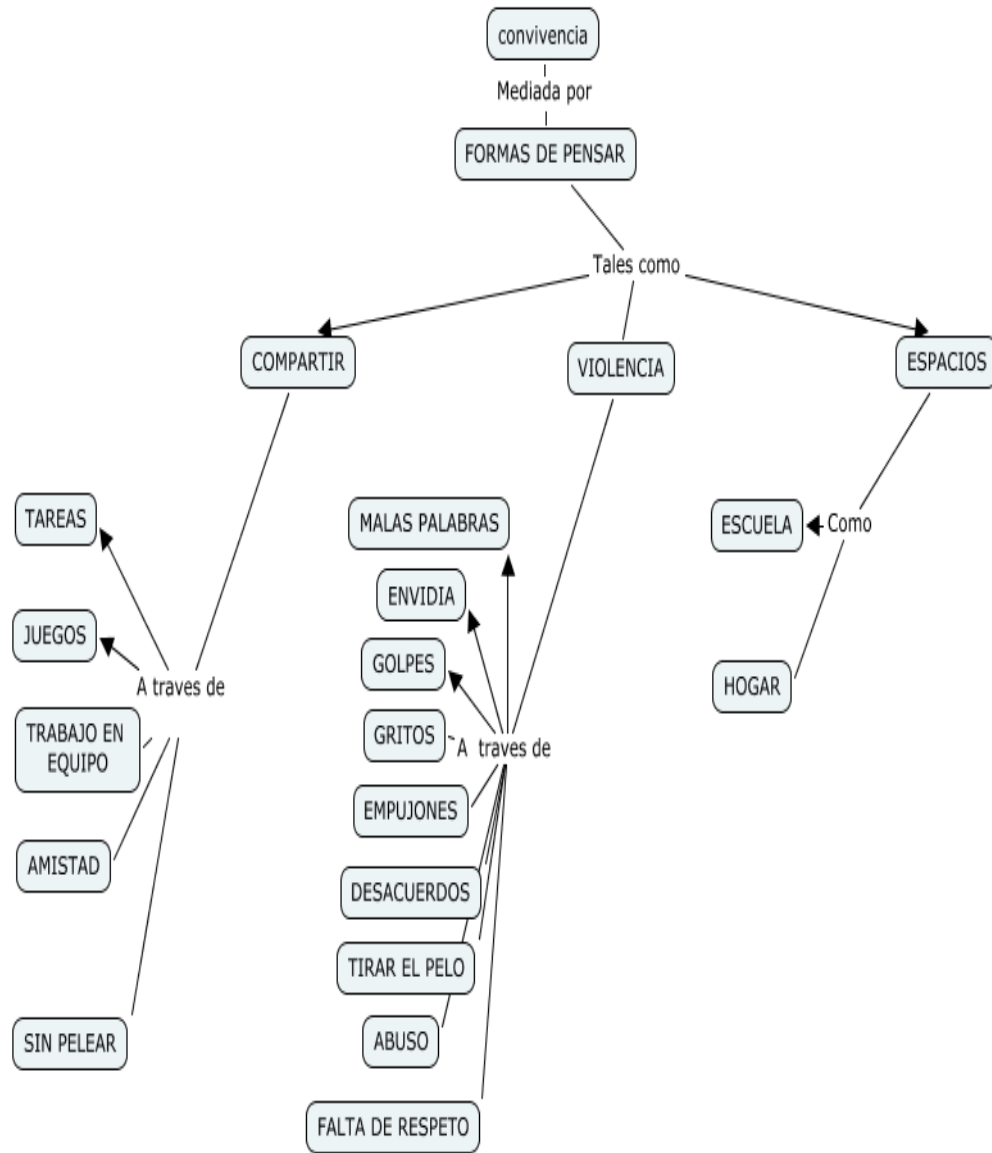 convivencia
Mediada por
FORMAS DE PENSAR
Tales como
COMPARTIR
VIOLENCIA
ESPACIOS
TAREAS
JUEGOS
A traves de
TRABAJO EN
EQUIPO
AMISTAD
SIN PELEAR
MALAS PALABRAS
ENVIDIA
GOLPES
GRITOS
A traves de
EMPUJONES
DESACUERDOS
TIRAR EL PELO
ABUSO
FALTA DE RESPETO
ESCUELA
Como
HOGAR